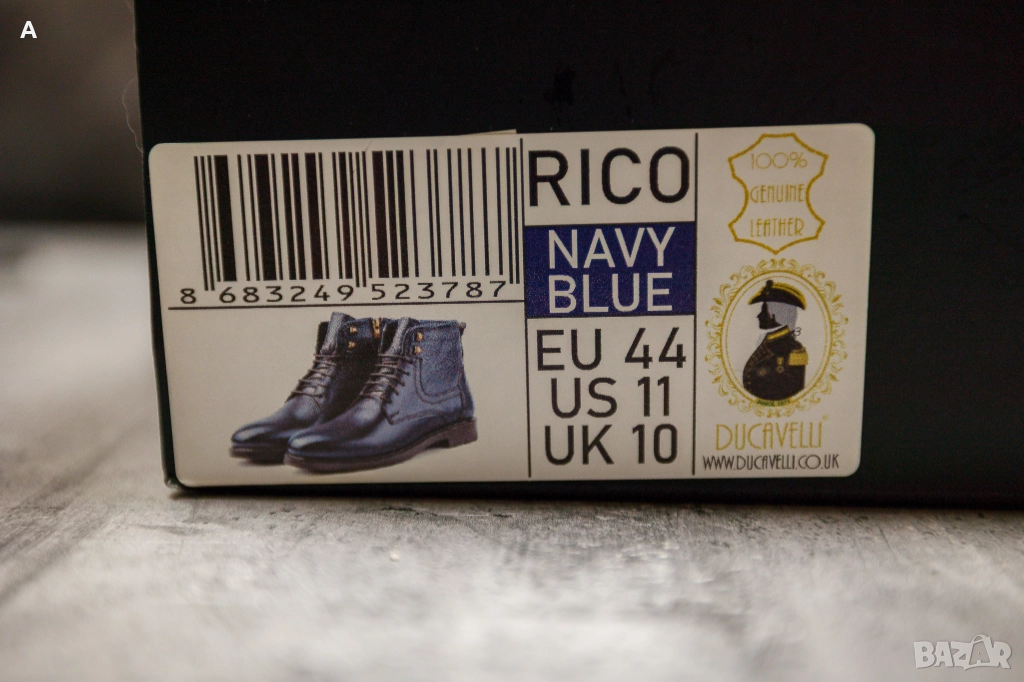 A
8 683249 523787
RICO
NAVY
BLUE
EU 44
US 11
UK 10
100%
GENUINE
LEATHER
DUCAVELLI
WWW.DUCAVELLI.CO.UK
BAZAR